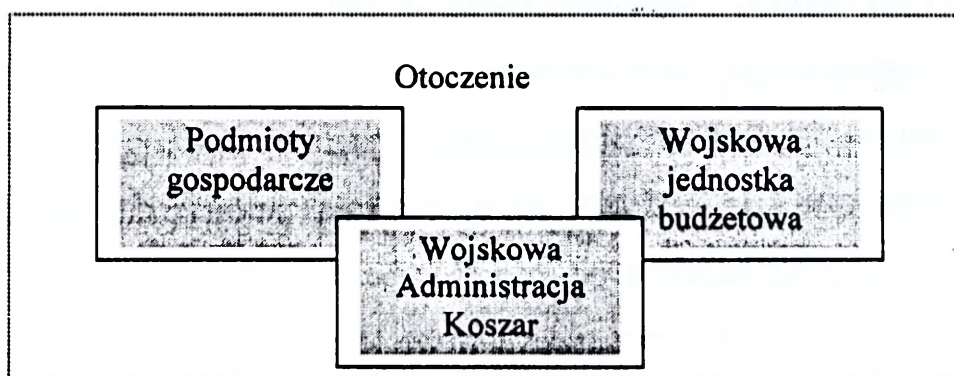 Otoczenie
Podmioty
gospodarcze
Wojskowa
jednostka
budżetowa
Wojskowa
Administracja
Koszar